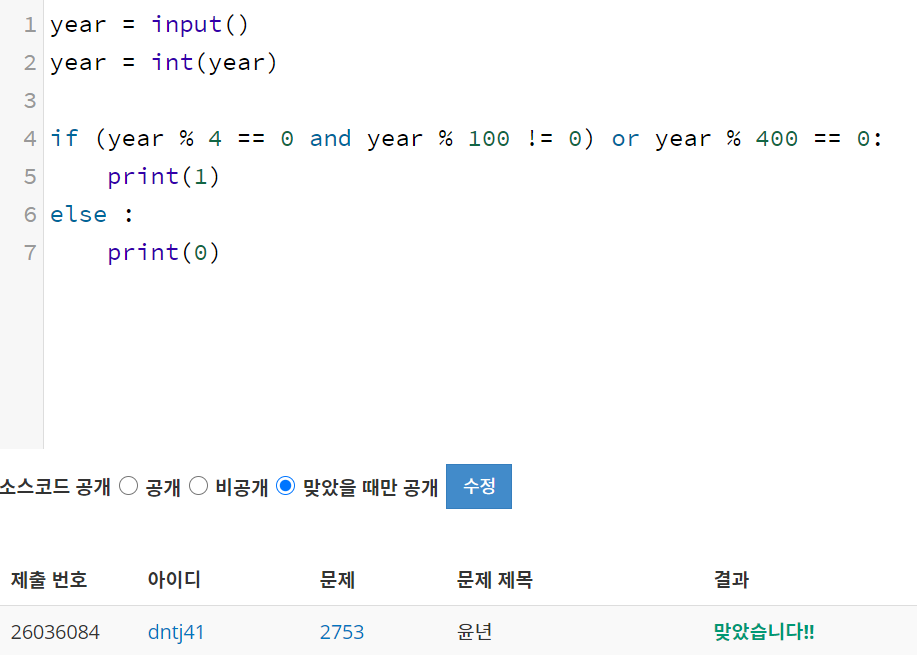 1 year = input()
2 year = int(year)
3
4 if (year % 4 == 0 and year % 100 != 0) or year % 400 == 0:
5     print(1)
6 else :
7     print(0)
소스코드 공개 공개 비공개 맞았을 때만 공개 수정
제출 번호 아이디 문제 문제 제목 결과
26036084 dntj41 2753 윤년 맞았습니다!!